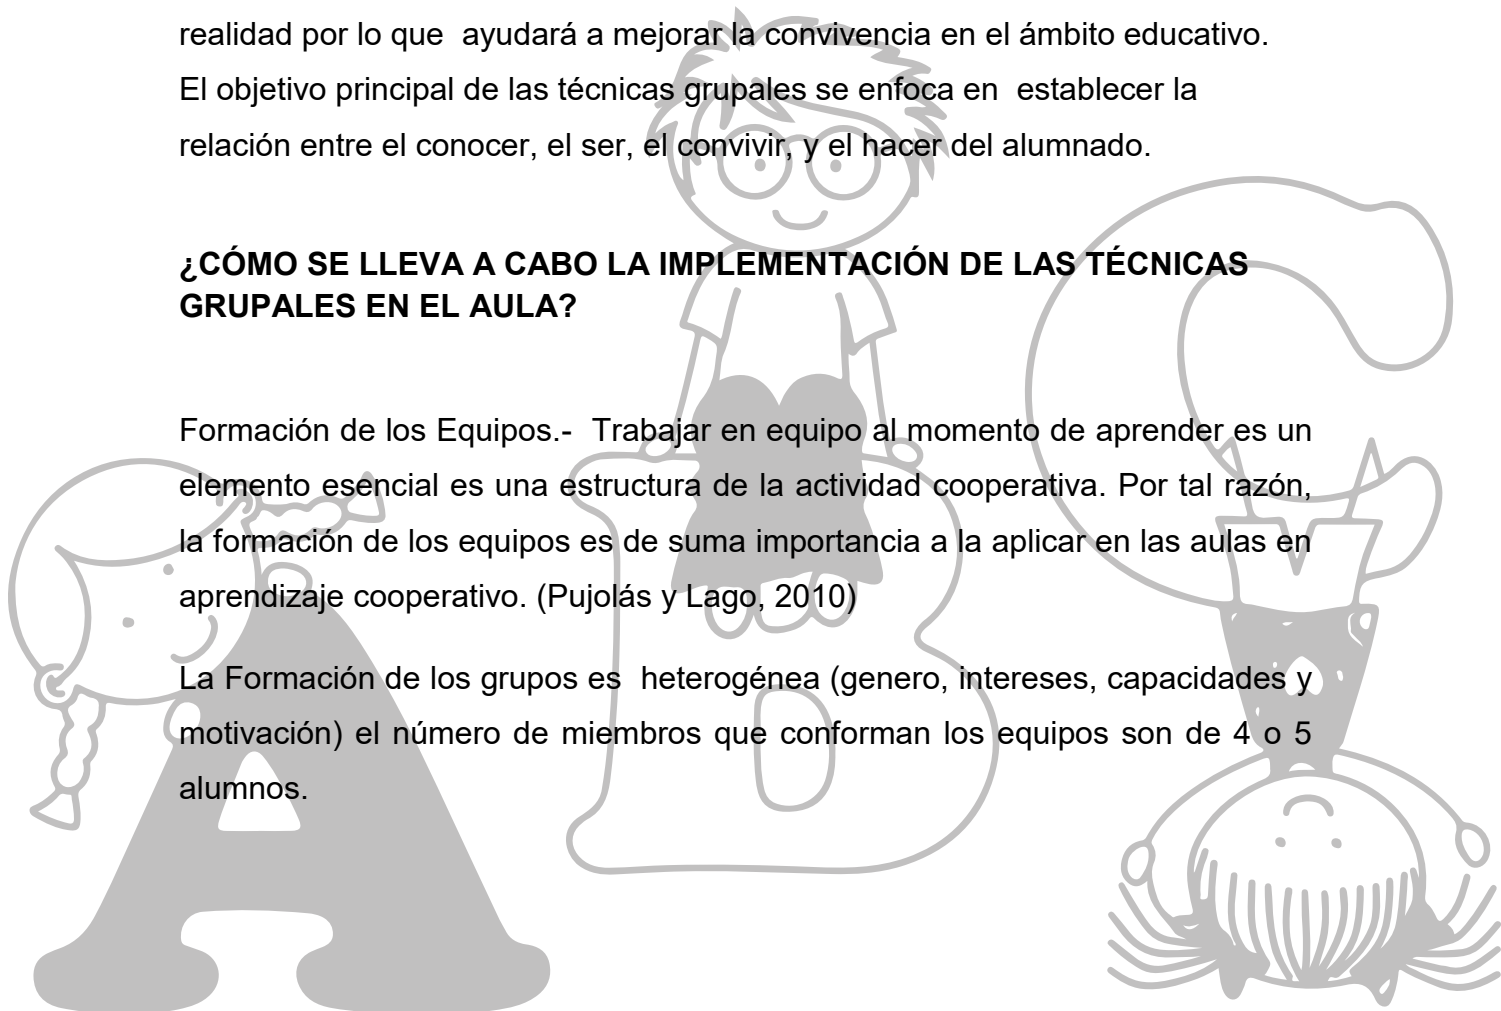 realidad por lo que  ayudará a mejorar la convivencia en el ámbito educativo.
El objetivo principal de las técnicas grupales se enfoca en  establecer la
relación entre el conocer, el ser, el convivir, y el hacer del alumnado.
¿CÓMO SE LLEVA A CABO LA IMPLEMENTACIÓN DE LAS TÉCNICAS
GRUPALES EN EL AULA?
Formación de los Equipos.-  Trabajar en equipo al momento de aprender es un
elemento esencial es una estructura de la actividad cooperativa. Por tal razón,
la formación de los equipos es de suma importancia a la aplicar en las aulas en
aprendizaje cooperativo. (Pujolás y Lago, 2010)
La Formación de los grupos es  heterogénea (genero, intereses, capacidades y
motivación) el número de miembros que conforman los equipos son de 4 o 5
alumnos.
A B C